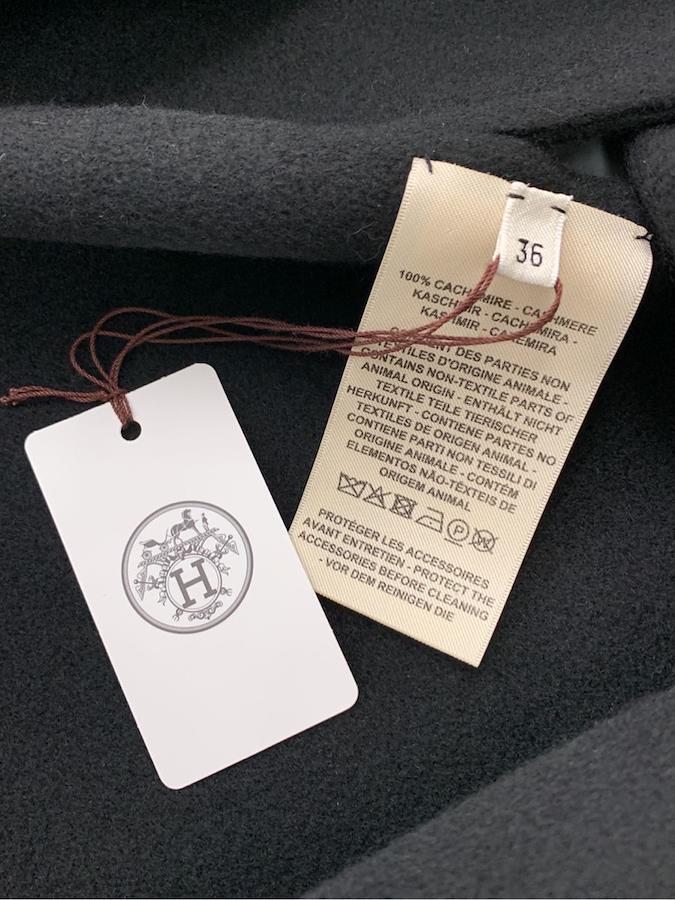 36
100% CACHEMIRE - CASHMERE
KASCHMIR - CACHEMIRA -
KASMIR - CAXEMIRA
DES PARTIES NON
TEXTILES D'ORIGINE ANIMALE -
CONTAINS NON-TEXTILE PARTS OF
ANIMAL ORIGIN - ENTHÄLT NICHT
TEXTILE TEILE TIERISCHER
HERKUNFT - CONTIENE PARTES NO
TEXTILES DE ORIGEN ANIMAL -
CONTIENE PARTI NON TESSILI DI
ORIGINE ANIMALE - CONTÉM
ELEMENTOS NÃO-TÊXTEIS DE
ORIGEM ANIMAL
P W
PROTÉGER LES ACCESSOIRES
AVANT ENTRETIEN - PROTECT THE
ACCESSORIES BEFORE CLEANING
- VOR DEM REINIGEN DIE
H